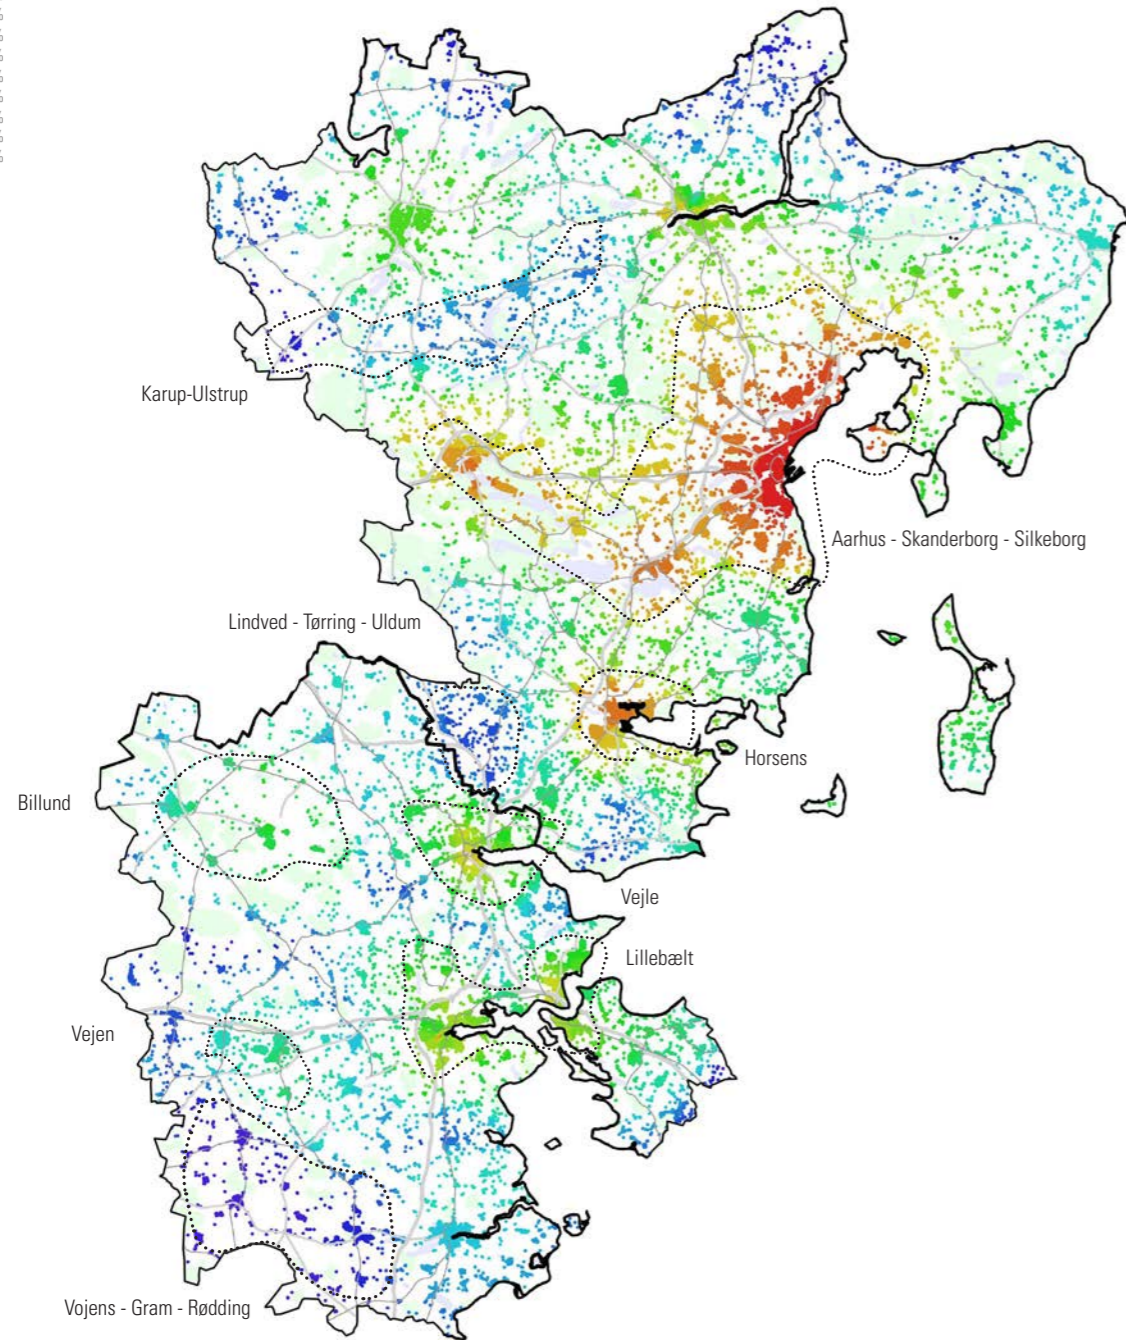 Karup-Ulstrup
Aarhus - Skanderborg - Silkeborg
Lindved - Tørring - Uldum
Horsens
Billund
Vejle
Lillebælt
Vejen
Vojens - Gram - Rødding